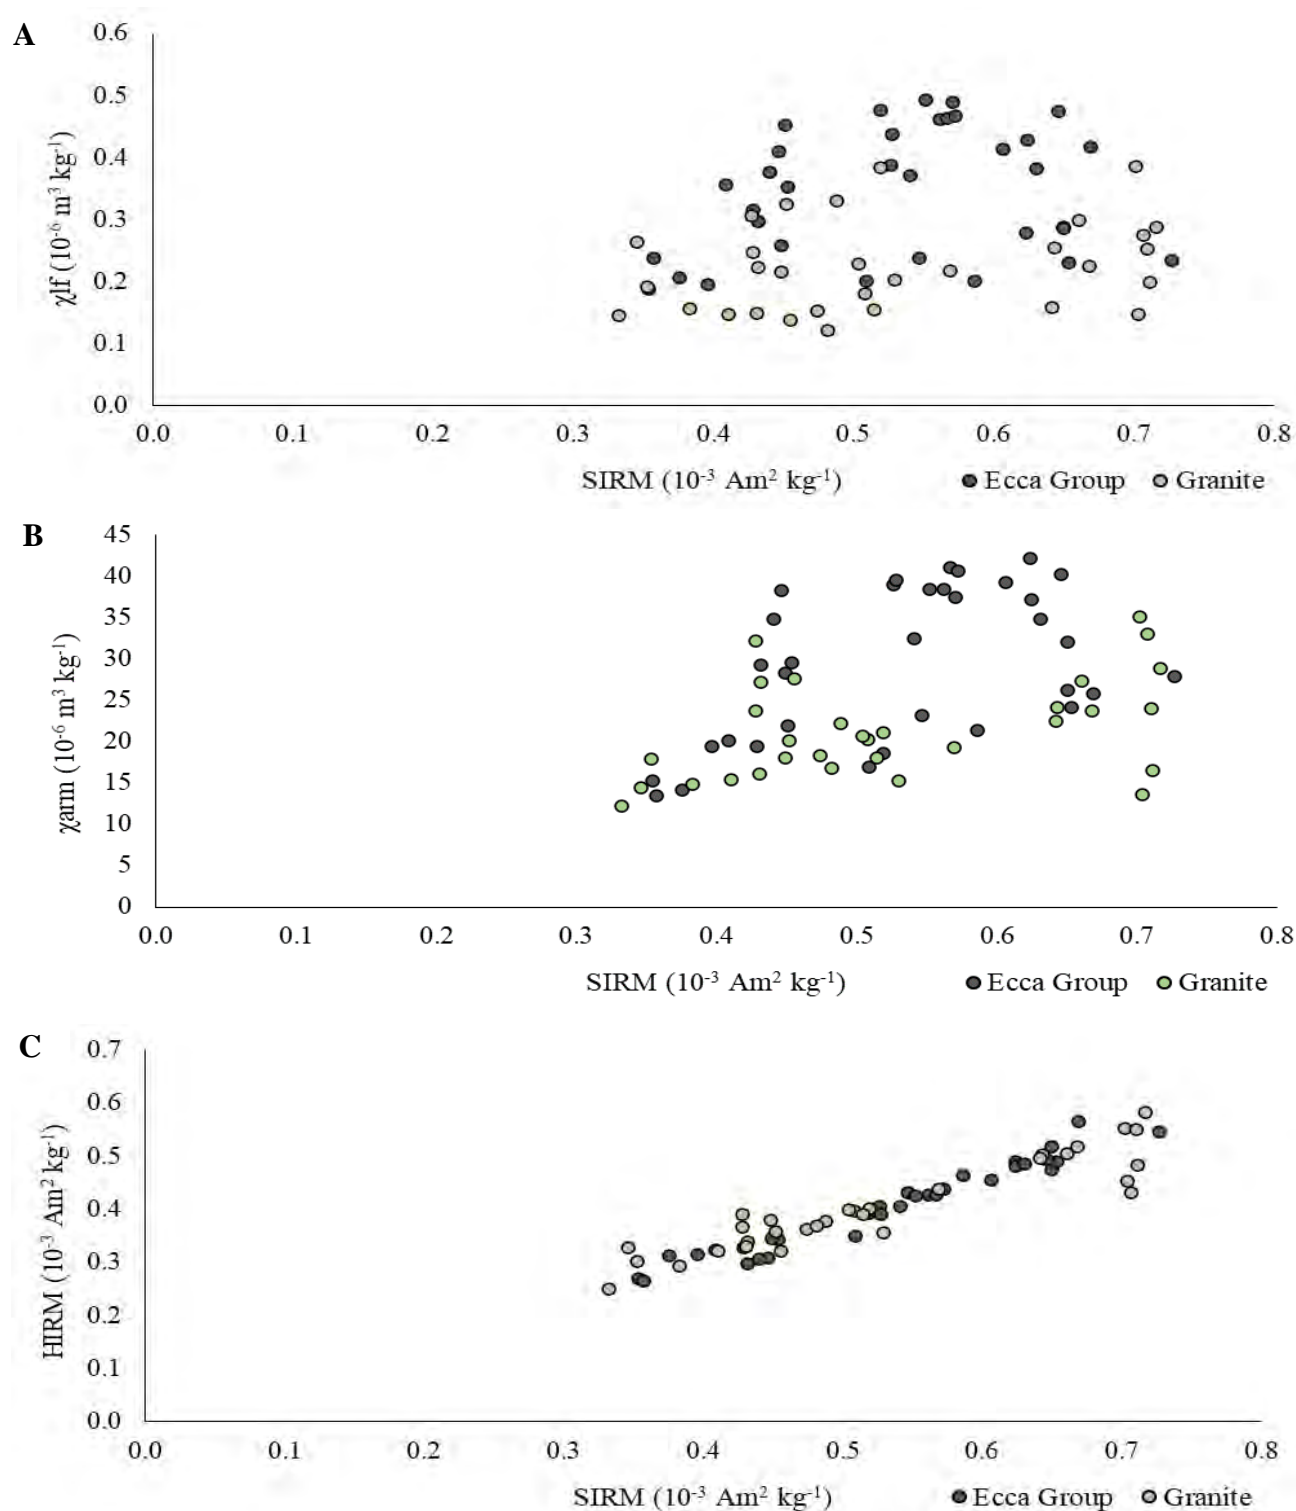 A
0.6
0.5
0.4
0.3
0.2
0.1
0.0
χlf (10⁻⁶ m³ kg⁻¹)
0.0 0.1 0.2 0.3 0.4 0.5 0.6 0.7 0.8
SIRM (10⁻³ Am² kg⁻¹) Ecca Group Granite
B
45
40
35
30
25
20
15
10
5
0
χarm (10⁻⁶ m³ kg⁻¹)
0.0 0.1 0.2 0.3 0.4 0.5 0.6 0.7 0.8
SIRM (10⁻³ Am² kg⁻¹) Ecca Group Granite
C
0.7
0.6
0.5
0.4
0.3
0.2
0.1
0.0
HIRM (10⁻³ Am² kg⁻¹)
0.0 0.1 0.2 0.3 0.4 0.5 0.6 0.7 0.8
SIRM (10⁻³ Am² kg⁻¹) Ecca Group Granite